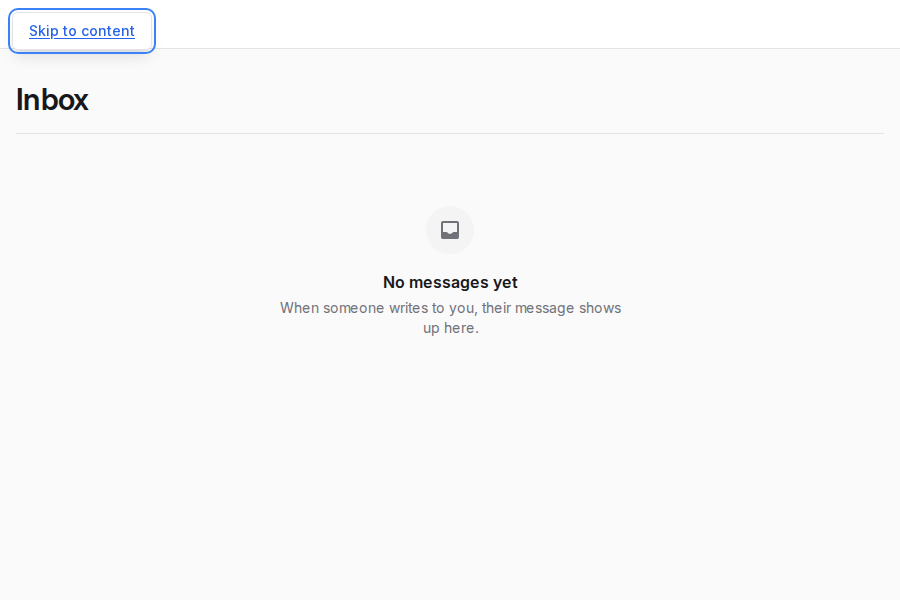 Skip to content
Inbox
No messages yet
When someone writes to you, their message shows
up here.